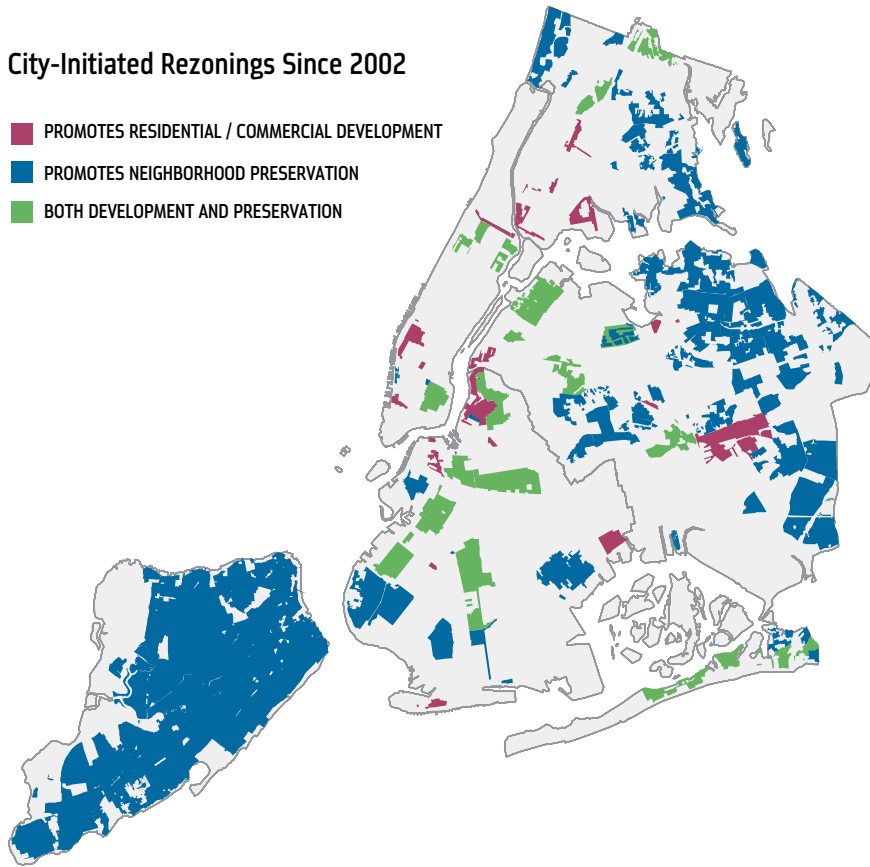 City-Initiated Rezonings Since 2002
PROMOTES RESIDENTIAL / COMMERCIAL DEVELOPMENT
PROMOTES NEIGHBORHOOD PRESERVATION
BOTH DEVELOPMENT AND PRESERVATION